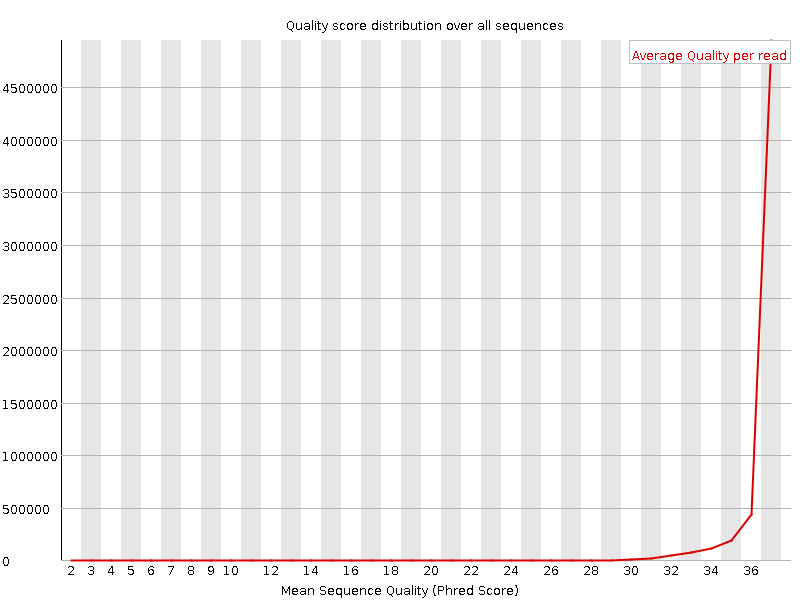 Quality score distribution over all sequences
Average Quality per read
4500000
4000000
3500000
3000000
2500000
2000000
1500000
1000000
500000
0
2 3 4 5 6 7 8 9 10 12 14 16 18 20 22 24 26 28 30 32 34 36
Mean Sequence Quality (Phred Score)